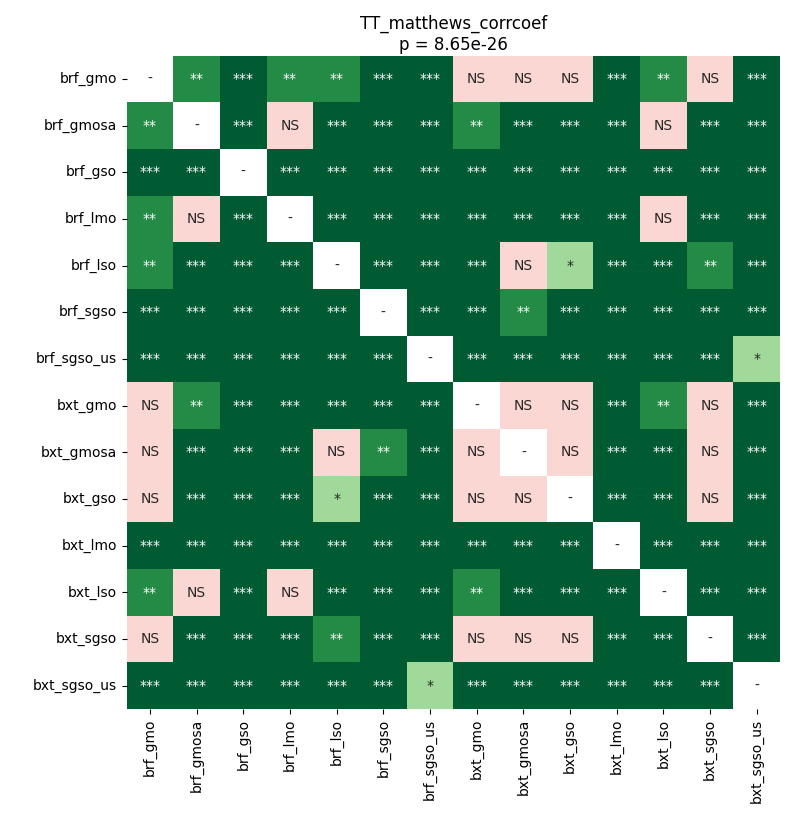 TT_matthews_corrcoef
p = 8.65e-26
brf_gmo - ** *** ** ** *** *** NS NS NS *** ** NS ***
brf_gmosa ** - *** NS *** *** *** ** *** *** *** NS *** ***
brf_gso *** *** - *** *** *** *** *** *** *** *** *** *** ***
brf_lmo ** NS *** - *** *** *** *** *** *** *** NS *** ***
brf_lso ** *** *** *** - *** *** *** NS * *** *** ** ***
brf_sgso *** *** *** *** *** - *** *** ** *** *** *** *** ***
brf_sgso_us *** *** *** *** *** *** - *** *** *** *** *** *** *
bxt_gmo NS ** *** *** *** *** *** - NS NS *** ** NS ***
bxt_gmosa NS *** *** *** NS ** *** NS - NS *** *** NS ***
bxt_gso NS *** *** *** * *** *** NS NS - *** *** NS ***
bxt_lmo *** *** *** *** *** *** *** *** *** *** - *** *** ***
bxt_lso ** NS *** NS *** *** *** ** *** *** *** - *** ***
bxt_sgso NS *** *** *** ** *** *** NS NS NS *** *** - ***
bxt_sgso_us *** *** *** *** *** *** * *** *** *** *** *** *** -
brf_gmo brf_gmosa brf_gso brf_lmo brf_lso brf_sgso brf_sgso_us bxt_gmo bxt_gmosa bxt_gso bxt_lmo bxt_lso bxt_sgso bxt_sgso_us